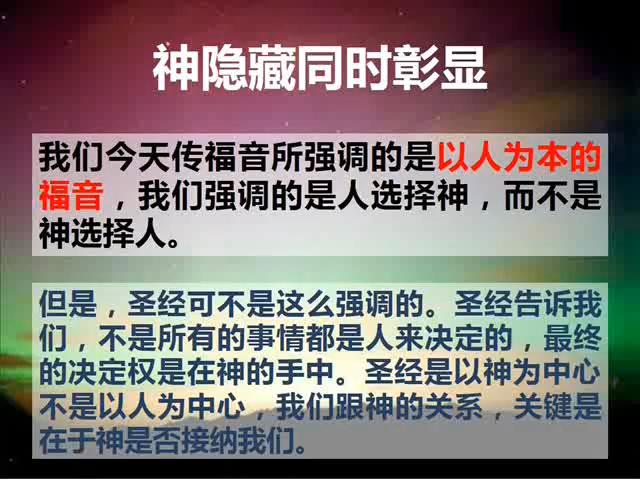 神隐藏同时彰显
我们今天传福音所强调的是以人为本的
福音，我们强调的是人选择神，而不是
神选择人。
但是，圣经可不是这么强调的。圣经告诉我
们，不是所有的事情都是人来决定的，最终
的决定权是在神的手中。圣经是以神为中心
不是以人为中心，我们跟神的关系，关键是
在于神是否接纳我们。